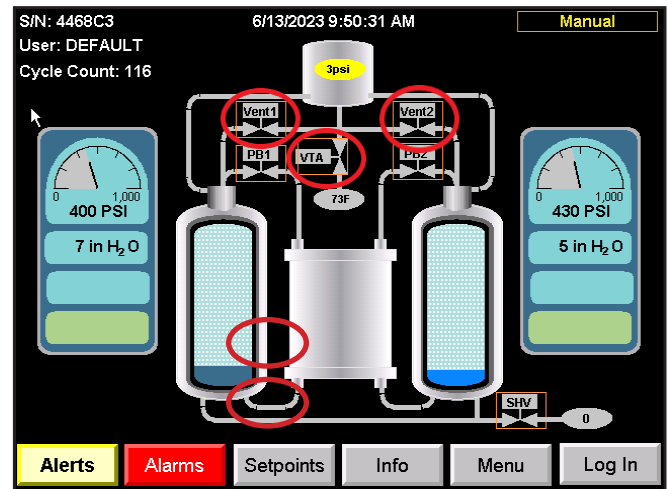 S/N: 4468C3
6/13/2023 9:50:31 AM
Manual
User: DEFAULT
Cycle Count: 116
3psi
Vent1
Vent2
PB1
VTA
PB2
73F
0 1,000
400 PSI
0 1,000
430 PSI
7 in H₂O
5 in H₂O
SHV
0
Alerts
Alarms
Setpoints
Info
Menu
Log In